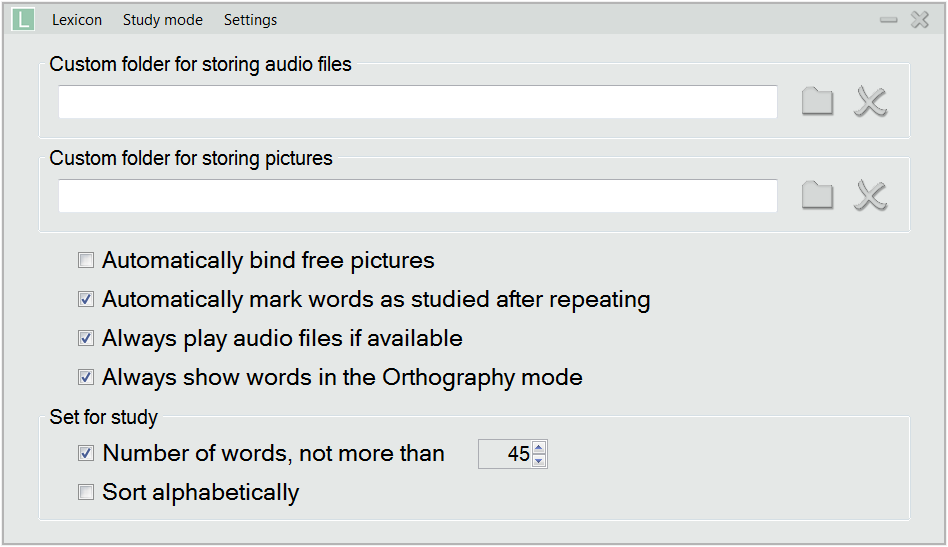 L Lexicon Study mode Settings
Custom folder for storing audio files
Custom folder for storing pictures
Automatically bind free pictures
Automatically mark words as studied after repeating
Always play audio files if available
Always show words in the Orthography mode
Set for study
Number of words, not more than 45
Sort alphabetically